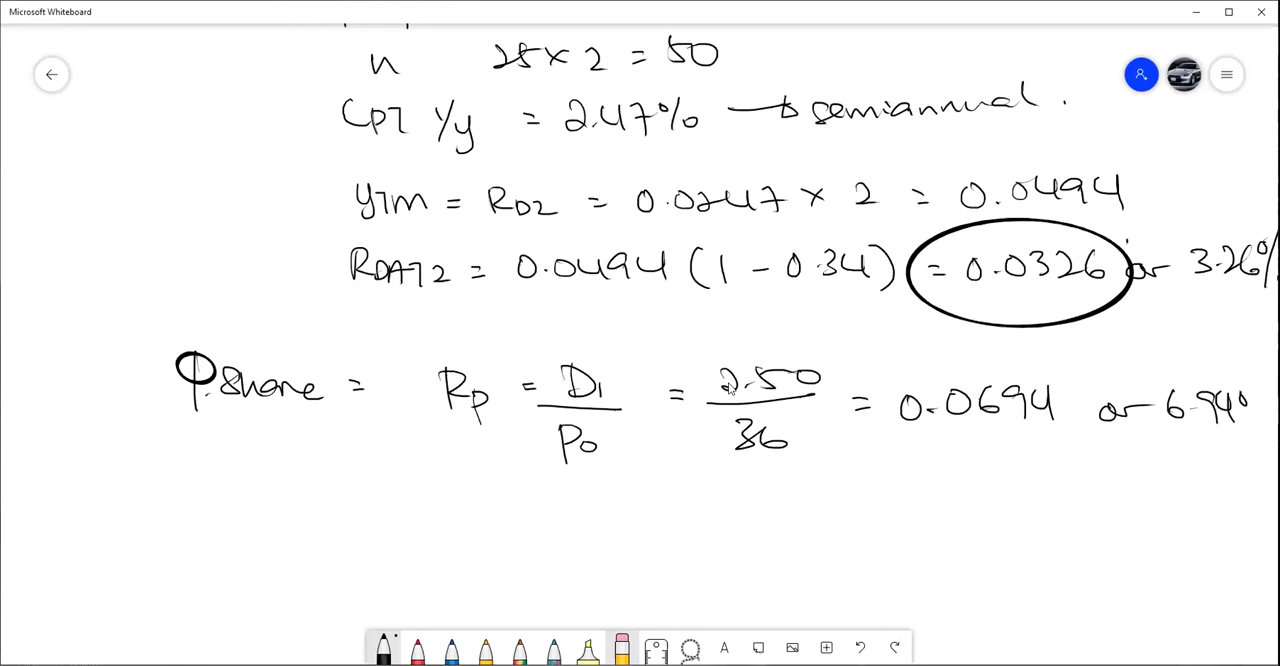 Microsoft Whiteboard
n 25 × 2 = 50
CPT Y/y = 2.47% → semiannual.
YTM = RD2 = 0.0247 × 2 = 0.0494
RDAT2 = 0.0494 (1 - 0.34) = 0.0326 or 3.26%
P.Share = Rp = D1 / P0 = 2.50 / 36 = 0.0694 or 6.94%
A